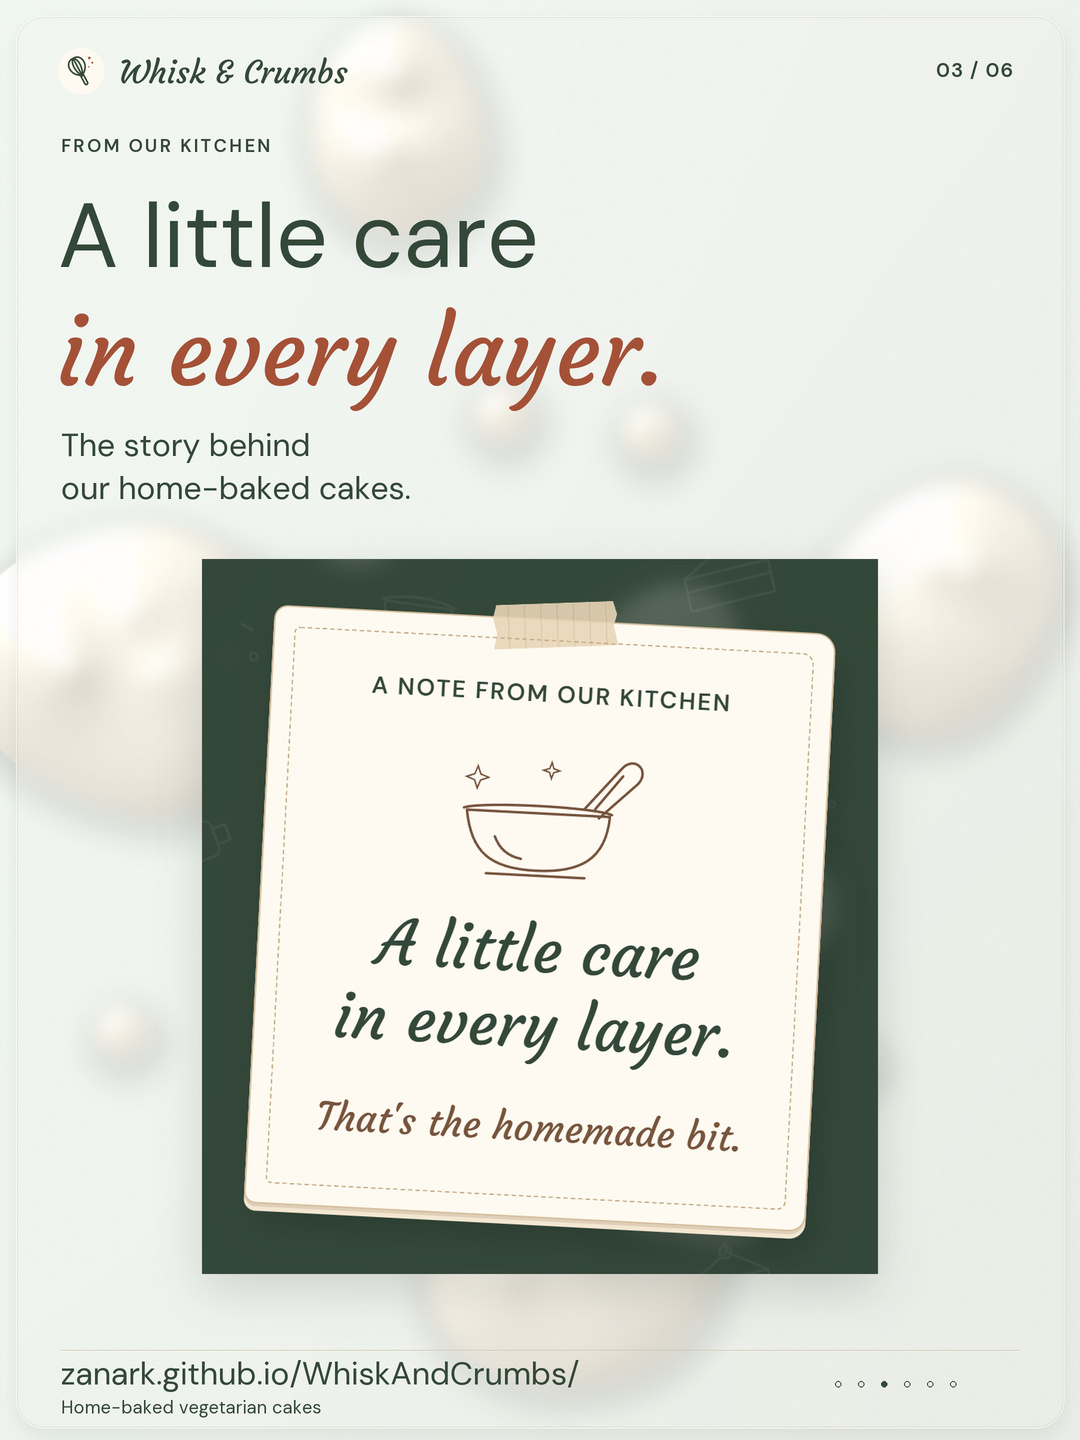 Whisk & Crumbs
03 / 06
FROM OUR KITCHEN
A little care
in every layer.
The story behind
our home-baked cakes.
A NOTE FROM OUR KITCHEN
A little care
in every layer.
That's the homemade bit.
zanark.github.io/WhiskAndCrumbs/
Home-baked vegetarian cakes